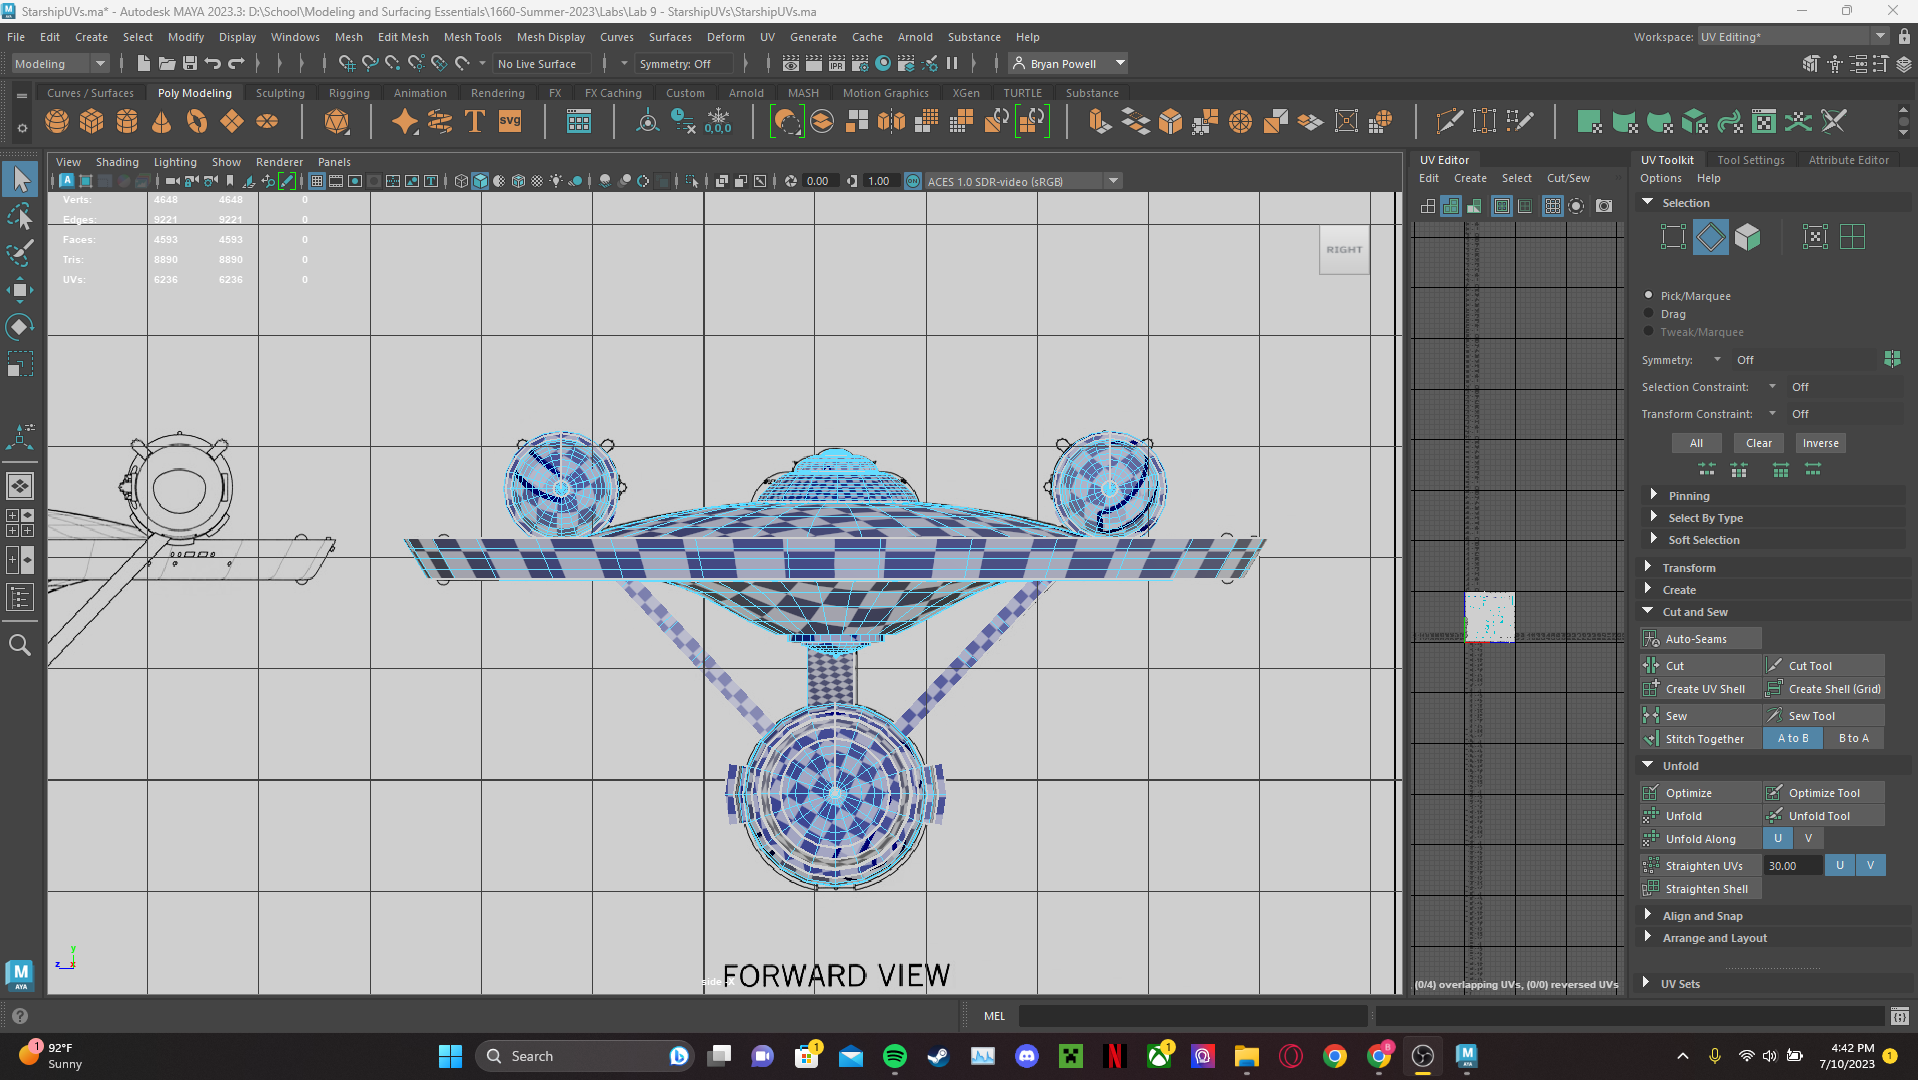 StarshipUVs.ma* - Autodesk MAYA 2023.3: D:\School\Modeling and Surfacing Essentials\1660-Summer-2023\Labs\Lab 9 - StarshipUVs\StarshipUVs.ma
File Edit Create Select Modify Display Windows Mesh Edit Mesh Mesh Tools Mesh Display Curves Surfaces Deform UV Generate Cache Arnold Substance Help
Workspace: UV Editing*
Modeling
No Live Surface
Symmetry: Off
Bryan Powell
Curves / Surfaces Poly Modeling Sculpting Rigging Animation Rendering FX FX Caching Custom Arnold MASH Motion Graphics XGen TURTLE Substance
View Shading Lighting Show Renderer Panels
0.00 1.00 ACES 1.0 SDR-video (sRGB)
Verts: 4648 4648 0
Edges: 9221 9221 0
Faces: 4593 4593 0
Tris: 8890 8890 0
UVs: 6236 6236 0
RIGHT
FORWARD VIEW
side -X
y
z x
UV Editor
Edit Create Select Cut/Sew
(0/4) overlapping UVs, (0/0) reversed UVs
UV Toolkit Tool Settings Attribute Editor
Options Help
Selection
Pick/Marquee
Drag
Tweak/Marquee
Symmetry: Off
Selection Constraint: Off
Transform Constraint: Off
All Clear Inverse
Pinning
Select By Type
Soft Selection
Transform
Create
Cut and Sew
Auto-Seams
Cut Cut Tool
Create UV Shell Create Shell (Grid)
Sew Sew Tool
Stitch Together A to B B to A
Unfold
Optimize Optimize Tool
Unfold Unfold Tool
Unfold Along U V
Straighten UVs 30.00 U V
Straighten Shell
Align and Snap
Arrange and Layout
UV Sets
MEL
92°F
Sunny
Search
4:42 PM
7/10/2023